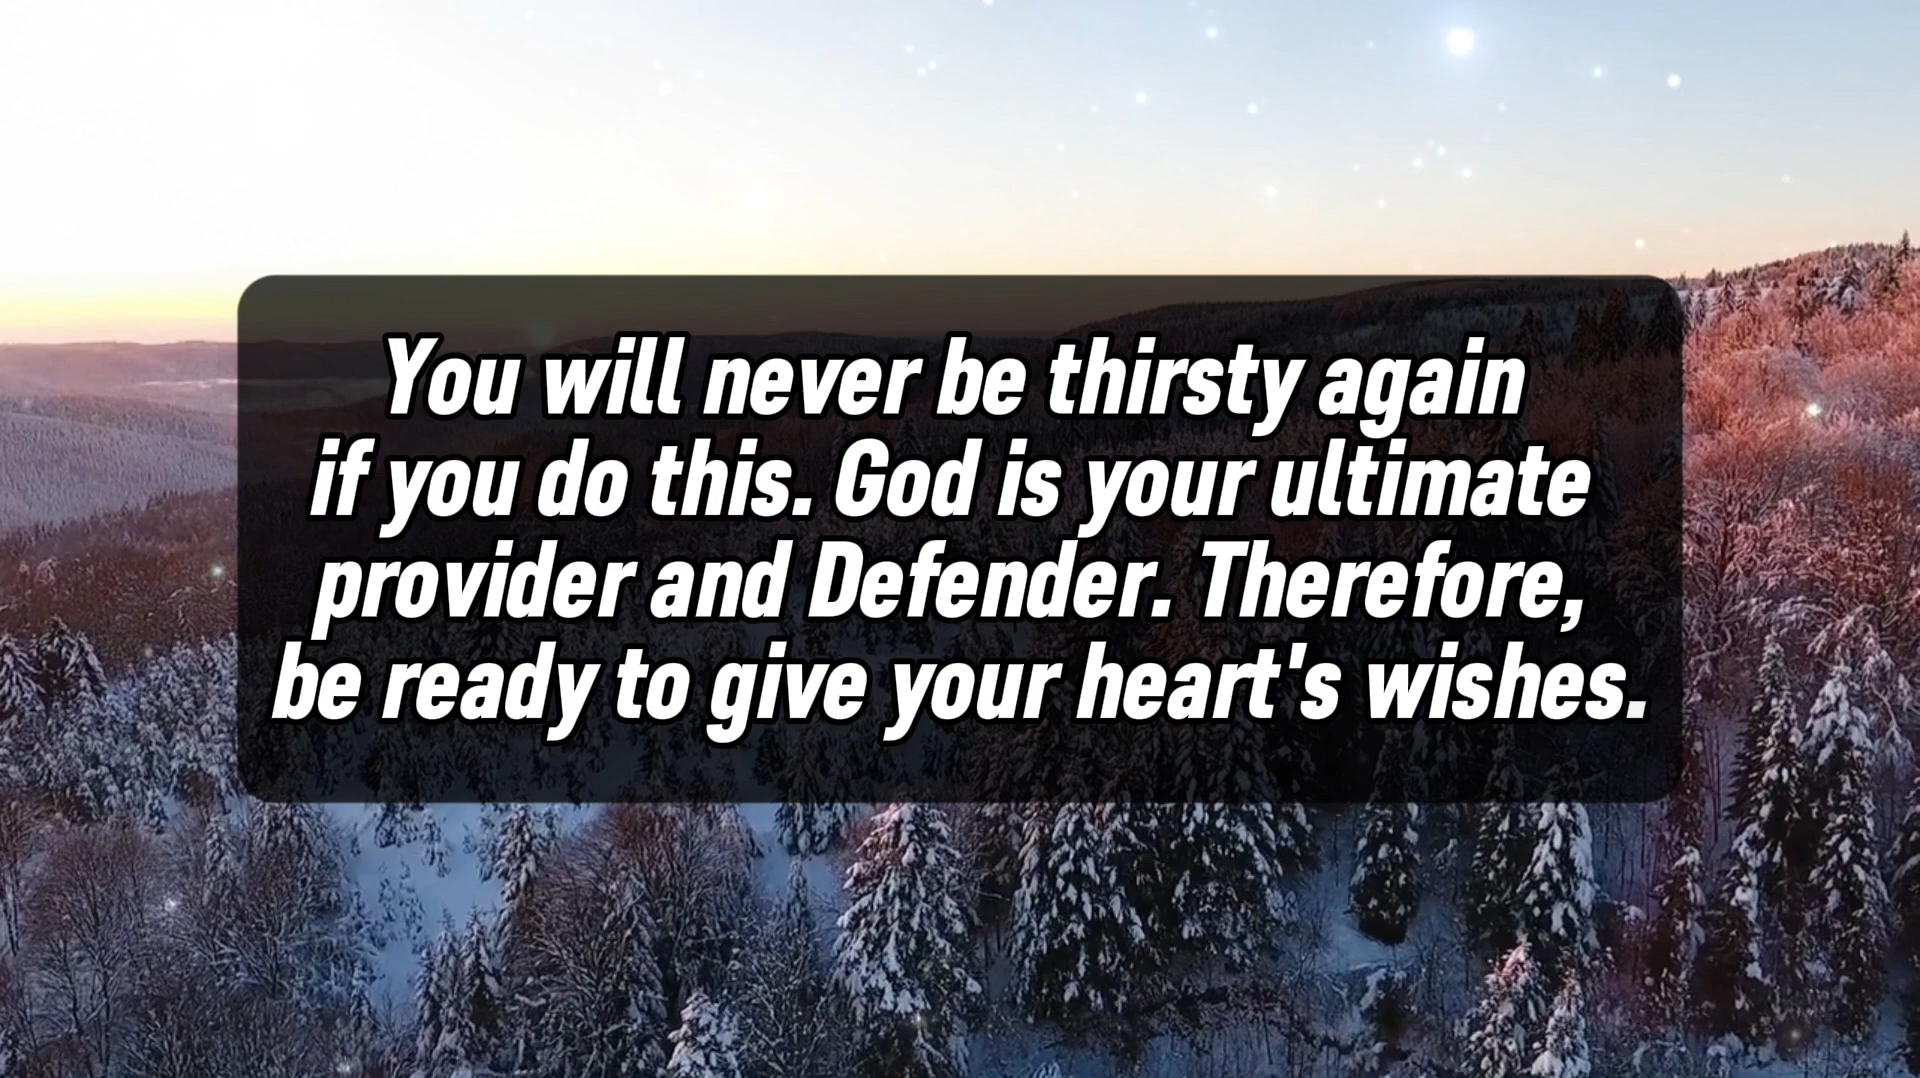 You will never be thirsty again
if you do this. God is your ultimate
provider and Defender. Therefore,
be ready to give your heart's wishes.